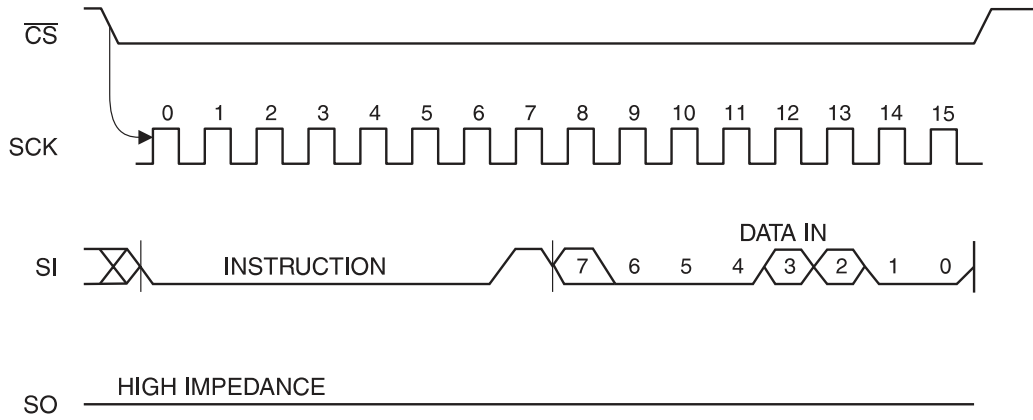 CS
0 1 2 3 4 5 6 7 8 9 10 11 12 13 14 15
SCK
DATA IN
SI INSTRUCTION 7 6 5 4 3 2 1 0
HIGH IMPEDANCE
SO